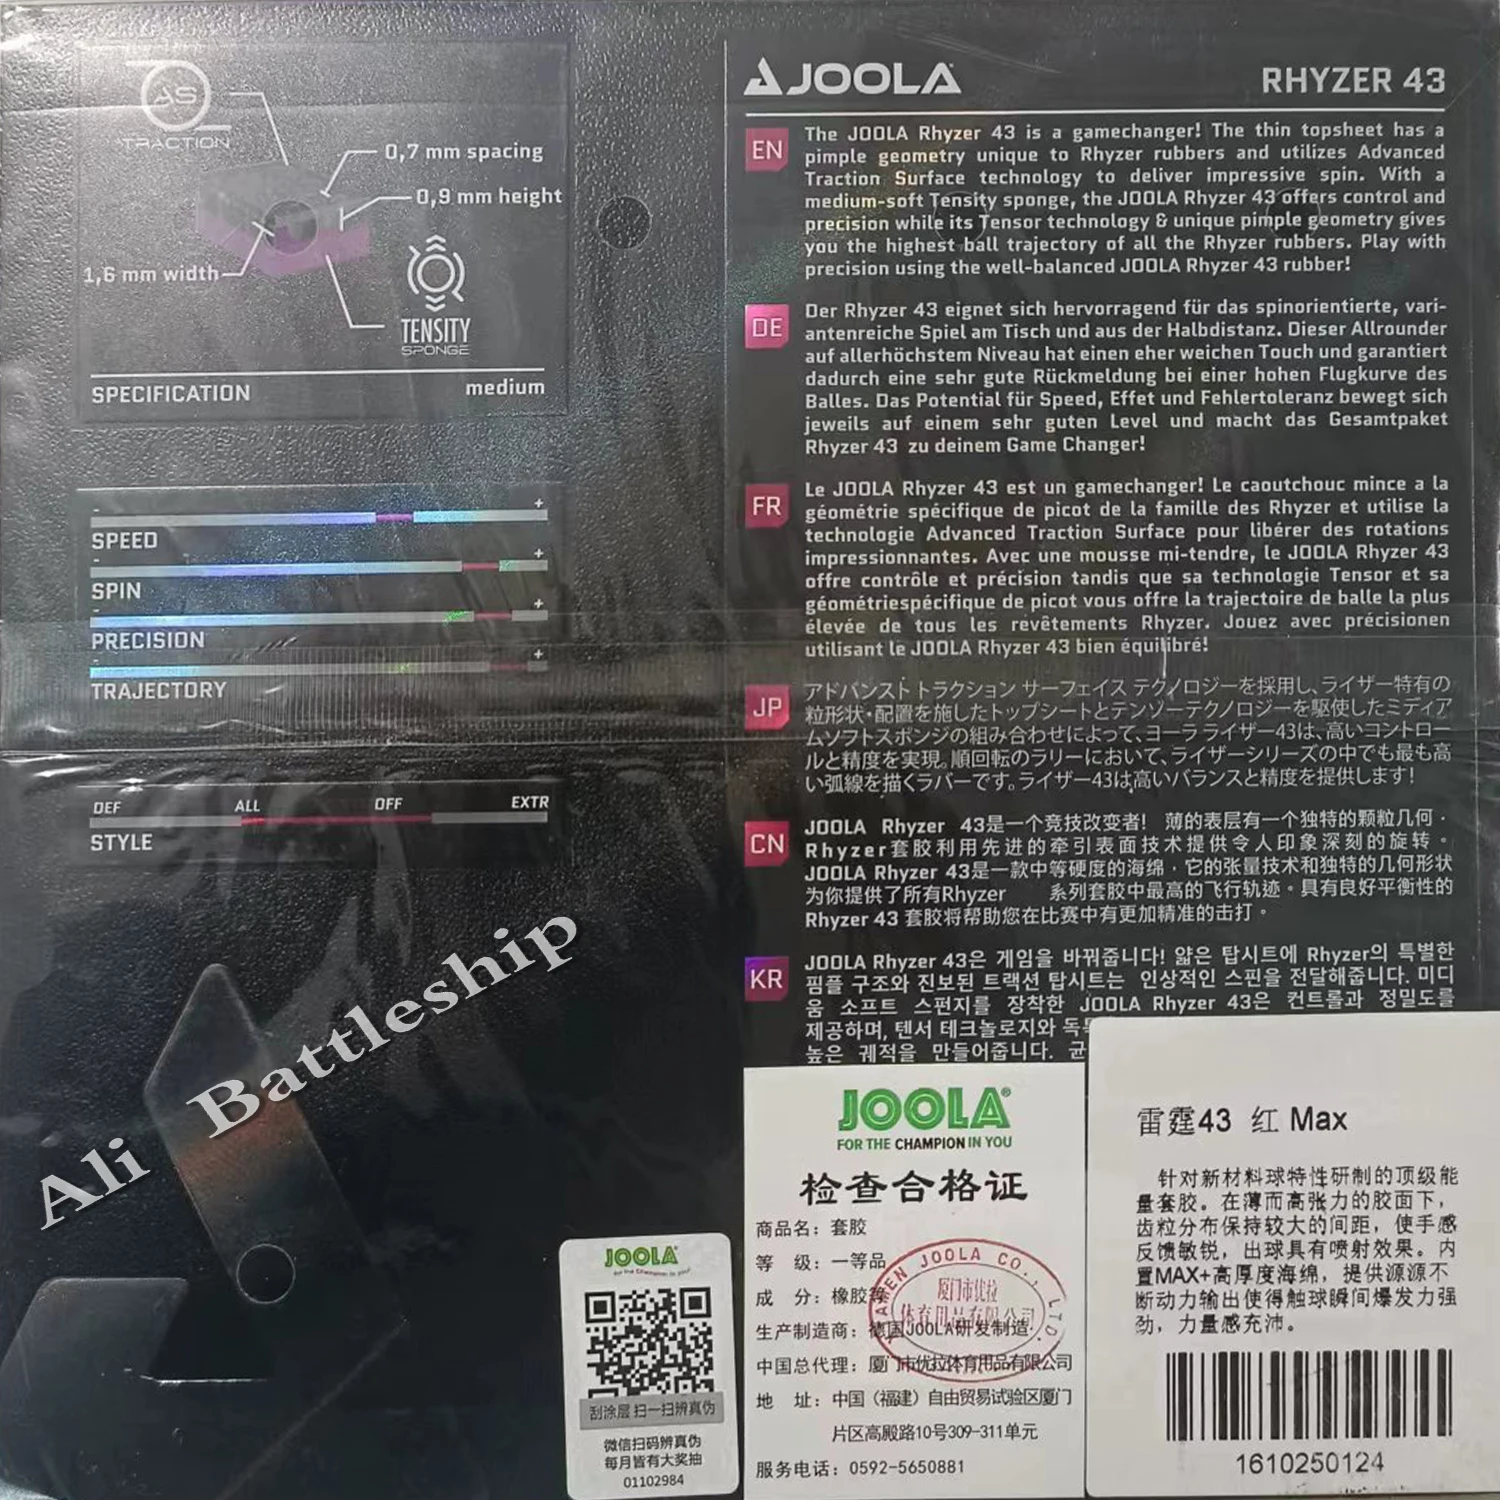 AS
TRACTION
0,7 mm spacing
0,9 mm height
1,6 mm width
TENSITY
SPONGE
SPECIFICATION medium
- +
SPEED
- +
SPIN
- +
PRECISION
- +
TRAJECTORY
DEF ALL OFF EXTR
STYLE
Ali Battleship
JOOLA RHYZER 43
EN
The JOOLA Rhyzer 43 is a gamechanger! The thin topsheet has a
pimple geometry unique to Rhyzer rubbers and utilizes Advanced
Traction Surface technology to deliver impressive spin. With a
medium-soft Tensity sponge, the JOOLA Rhyzer 43 offers control and
precision while its Tensor technology & unique pimple geometry gives
you the highest ball trajectory of all the Rhyzer rubbers. Play with
precision using the well-balanced JOOLA Rhyzer 43 rubber!
DE
Der Rhyzer 43 eignet sich hervorragend für das spinorientierte, vari-
antenreiche Spiel am Tisch und aus der Halbdistanz. Dieser Allrounder
auf allerhöchstem Niveau hat einen eher weichen Touch und garantiert
dadurch eine sehr gute Rückmeldung bei einer hohen Flugkurve des
Balles. Das Potential für Speed, Effet und Fehlertoleranz bewegt sich
jeweils auf einem sehr guten Level und macht das Gesamtpaket
Rhyzer 43 zu deinem Game Changer!
FR
Le JOOLA Rhyzer 43 est un gamechanger! Le caoutchouc mince a la
géométrie spécifique de picot de la famille des Rhyzer et utilise la
technologie Advanced Traction Surface pour libérer des rotations
impressionnantes. Avec une mousse mi-tendre, le JOOLA Rhyzer 43
offre contrôle et précision tandis que sa technologie Tensor et sa
géométriespécifique de picot vous offre la trajectoire de balle la plus
élevée de tous les revêtements Rhyzer. Jouez avec précisionen
utilisant le JOOLA Rhyzer 43 bien équilibré!
JP
アドバンスト トラクション サーフェイス テクノロジーを採用し、ライザー特有の
粒形状・配置を施したトップシートとテンゾーテクノロジーを駆使したミディア
ムソフトスポンジの組み合わせによって、ヨーラ ライザー43は、高いコントロー
ルと精度を実現。順回転のラリーにおいて、ライザーシリーズの中でも最も高
い弧線を描くラバーです。ライザー43は高いバランスと精度を提供します!
CN
JOOLA Rhyzer 43是一个竞技改变者! 薄的表层有一个独特的颗粒几何·
Rhyzer套胶利用先进的牵引表面技术提供令人印象深刻的旋转。
JOOLA Rhyzer 43是一款中等硬度的海绵·它的张量技术和独特的几何形状
为你提供了所有Rhyzer 系列套胶中最高的飞行轨迹。具有良好平衡性的
Rhyzer 43 套胶将帮助您在比赛中有更加精准的击打。
KR
JOOLA Rhyzer 43은 게임을 바꿔줍니다! 얇은 탑시트에 Rhyzer의 특별한
핌플 구조와 진보된 트랙션 탑시트는 인상적인 스핀을 전달해줍니다. 미디
움 소프트 스펀지를 장착한 JOOLA Rhyzer 43은 컨트롤과 정밀도를
제공하며, 텐서 테크놀로지와
높은 궤적을 만들어줍니다. 균
JOOLA
for the Champion in you!
刮涂层 扫一扫辨真伪
微信扫码辨真伪
每月皆有大奖抽
01102984
JOOLA®
FOR THE CHAMPION IN YOU
检查合格证
商品名：套胶
等 级：一等品
成 分：橡胶等
生产制造商：德国JOOLA研发制造
中国总代理：厦门市优拉体育用品有限公司
地 址：中国（福建）自由贸易试验区厦门
片区高殿路10号309-311单元
服务电话：0592-5650881
XIAMEN JOOLA CO., LTD.
厦门市优拉
体育用品有限公司
雷霆43 红 Max
针对新材料球特性研制的顶级能
量套胶。在薄而高张力的胶面下，
齿粒分布保持较大的间距，使手感
反馈敏锐，出球具有喷射效果。内
置MAX+高厚度海绵，提供源源不
断动力输出使得触球瞬间爆发力强
劲，力量感充沛。
1610250124